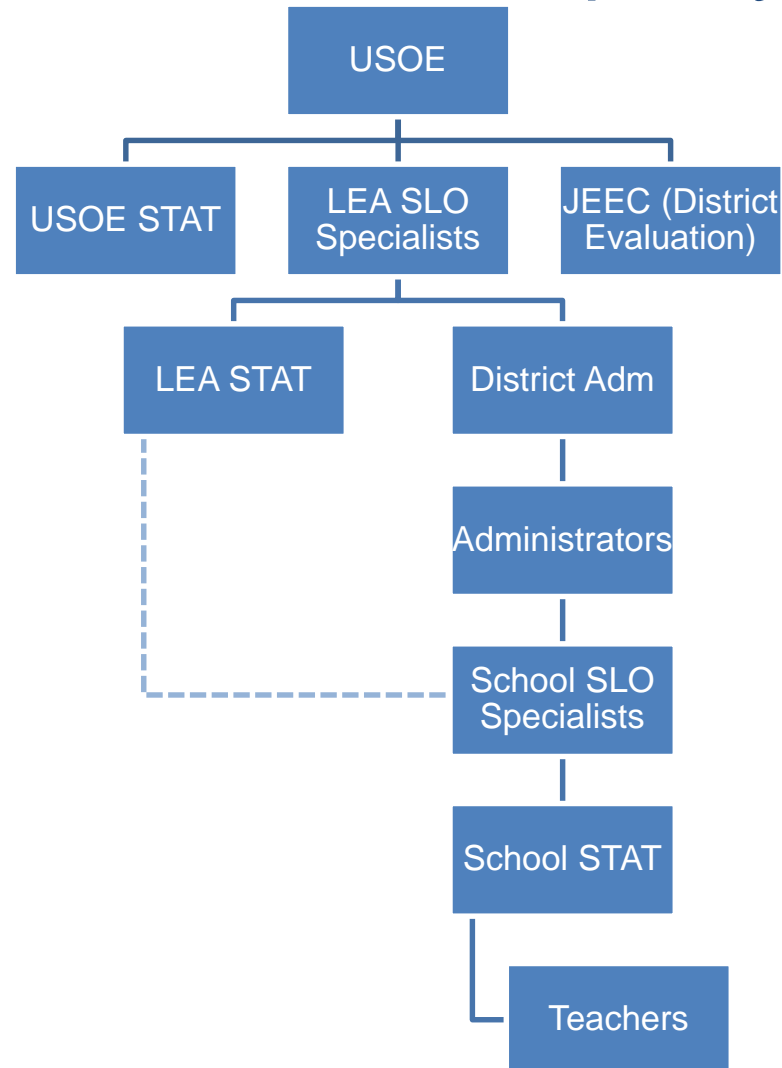 USOE
USOE STAT
LEA SLO
Specialists
JEEC (District
Evaluation)
LEA STAT
District Adm
Administrators
School SLO
Specialists
School STAT
Teachers